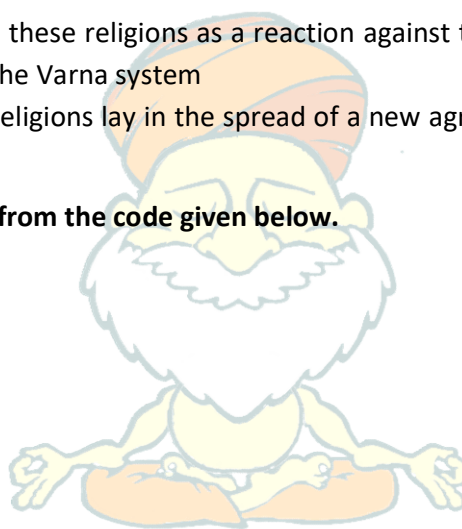 these religions as a reaction against t
he Varna system
eligions lay in the spread of a new agr
from the code given below.